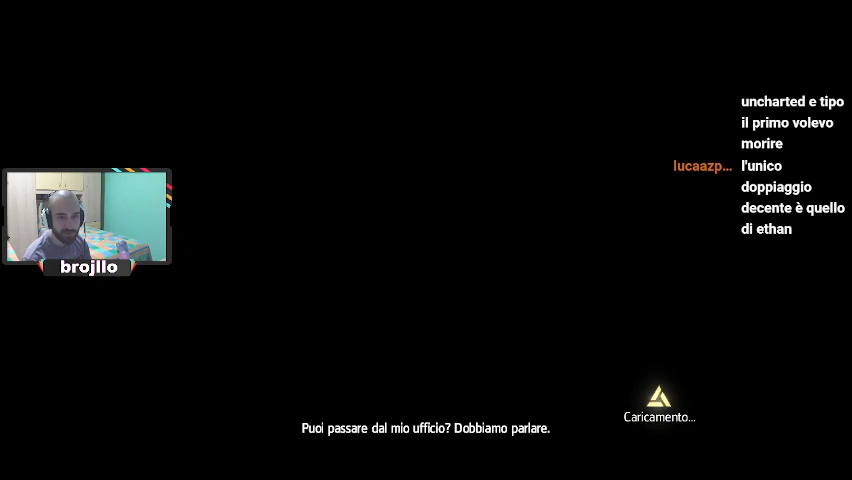 uncharted e tipo
il primo volevo
morire
lucaazp... l'unico
doppiaggio
decente è quello
di ethan
brojllo
Caricamento...
Puoi passare dal mio ufficio? Dobbiamo parlare.